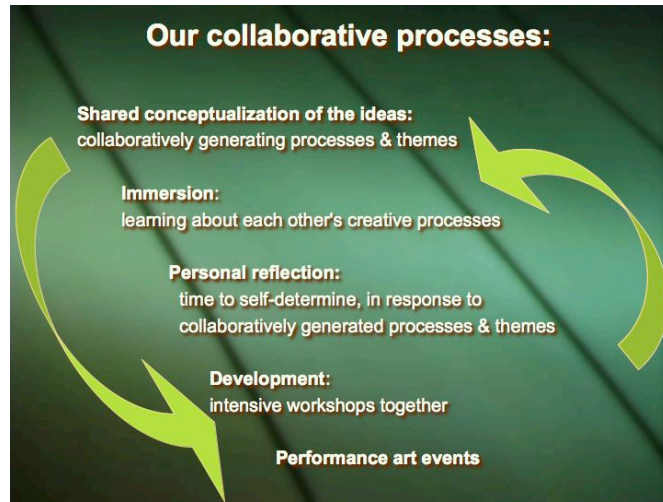 Our collaborative processes:
Shared conceptualization of the ideas:
collaboratively generating processes & themes
Immersion:
learning about each other's creative processes
Personal reflection:
time to self-determine, in response to
collaboratively generated processes & themes
Development:
intensive workshops together
Performance art events